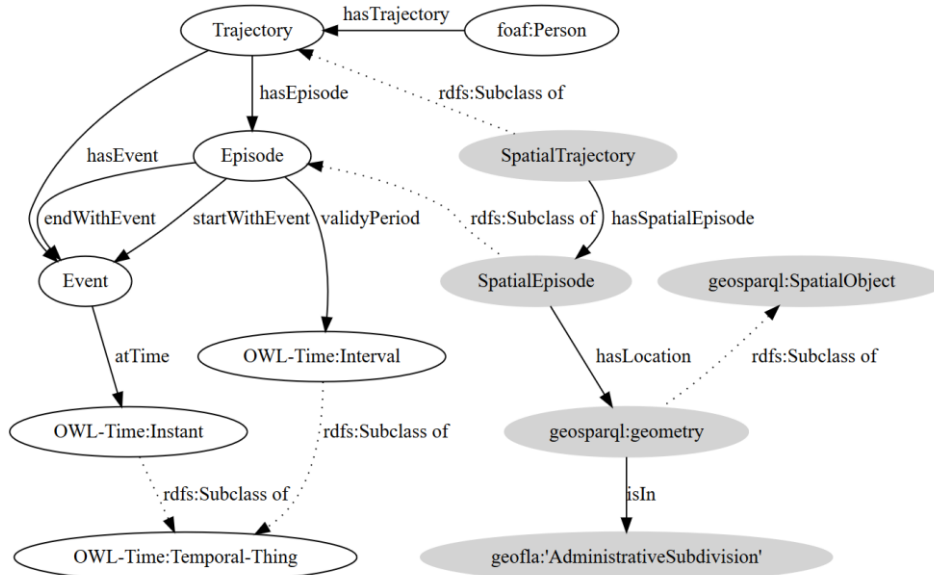 hasTrajectory
Trajectory
foaf:Person
rdfs:Subclass of
hasEpisode
hasEvent
Episode
SpatialTrajectory
endWithEvent
startWithEvent
validyPeriod
rdfs:Subclass of
hasSpatialEpisode
Event
SpatialEpisode
geosparql:SpatialObject
atTime
OWL-Time:Interval
hasLocation
rdfs:Subclass of
OWL-Time:Instant
rdfs:Subclass of
geosparql:geometry
rdfs:Subclass of
isIn
OWL-Time:Temporal-Thing
geofla:'AdministrativeSubdivision'